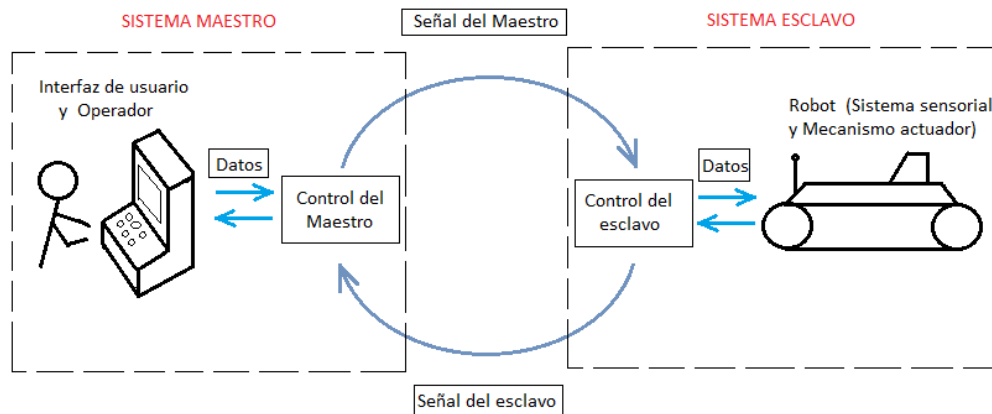 SISTEMA MAESTRO
Señal del Maestro
SISTEMA ESCLAVO
Interfaz de usuario
y Operador
Robot (Sistema sensorial
y Mecanismo actuador)
Datos
Datos
Control del
Maestro
Control del
esclavo
Señal del esclavo